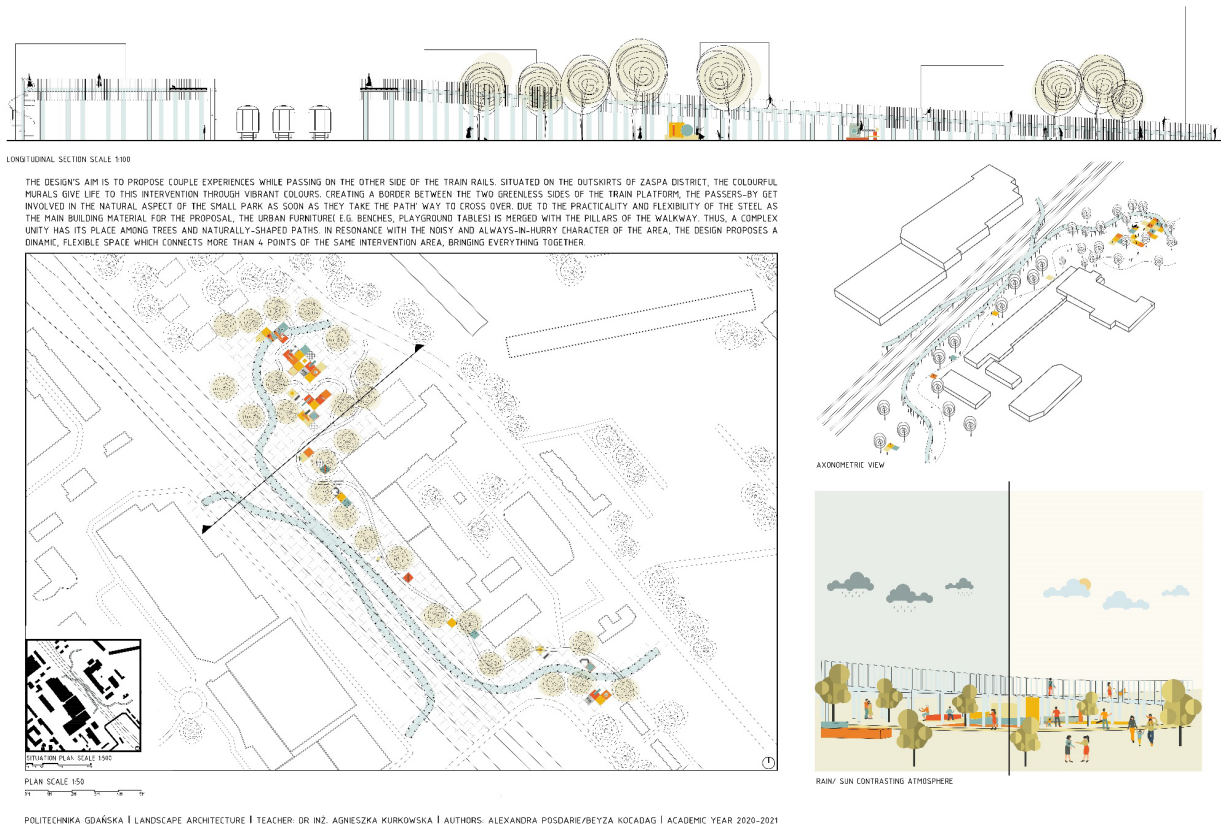 LONGITUDINAL SECTION SCALE 1:100
THE DESIGN'S AIM IS TO PROPOSE COUPLE EXPERIENCES WHILE PASSING ON THE OTHER SIDE OF THE TRAIN RAILS. SITUATED ON THE OUTSKIRTS OF ZASPA DISTRICT, THE COLOURFUL
MURALS GIVE LIFE TO THIS INTERVENTION THROUGH VIBRANT COLOURS. CREATING A BORDER BETWEEN THE TWO GREENLESS SIDES OF THE TRAIN PLATFORM, THE PASSERS-BY GET
INVOLVED IN THE NATURAL ASPECT OF THE SMALL PARK AS SOON AS THEY TAKE THE PATH' WAY TO CROSS OVER. DUE TO THE PRACTICALITY AND FLEXIBILITY OF THE STEEL AS
THE MAIN BUILDING MATERIAL FOR THE PROPOSAL, THE URBAN FURNITURE( E.G. BENCHES, PLAYGROUND TABLES) IS MERGED WITH THE PILLARS OF THE WALKWAY. THUS, A COMPLEX
UNITY HAS ITS PLACE AMONG TREES AND NATURALLY-SHAPED PATHS. IN RESONANCE WITH THE NOISY AND ALWAYS-IN-HURRY CHARACTER OF THE AREA, THE DESIGN PROPOSES A
DINAMIC, FLEXIBLE SPACE WHICH CONNECTS MORE THAN 4 POINTS OF THE SAME INTERVENTION AREA, BRINGING EVERYTHING TOGETHER.
AXONOMETRIC VIEW
SITUATION PLAN SCALE 1:500
RAIN/ SUN CONTRASTING ATMOSPHERE
PLAN SCALE 1:50
POLITECHNIKA GDAŃSKA | LANDSCAPE ARCHITECTURE | TEACHER: DR INŻ. AGNIESZKA KURKOWSKA | AUTHORS: ALEXANDRA POSDARIE/BEYZA KOCADAG | ACADEMIC YEAR 2020-2021